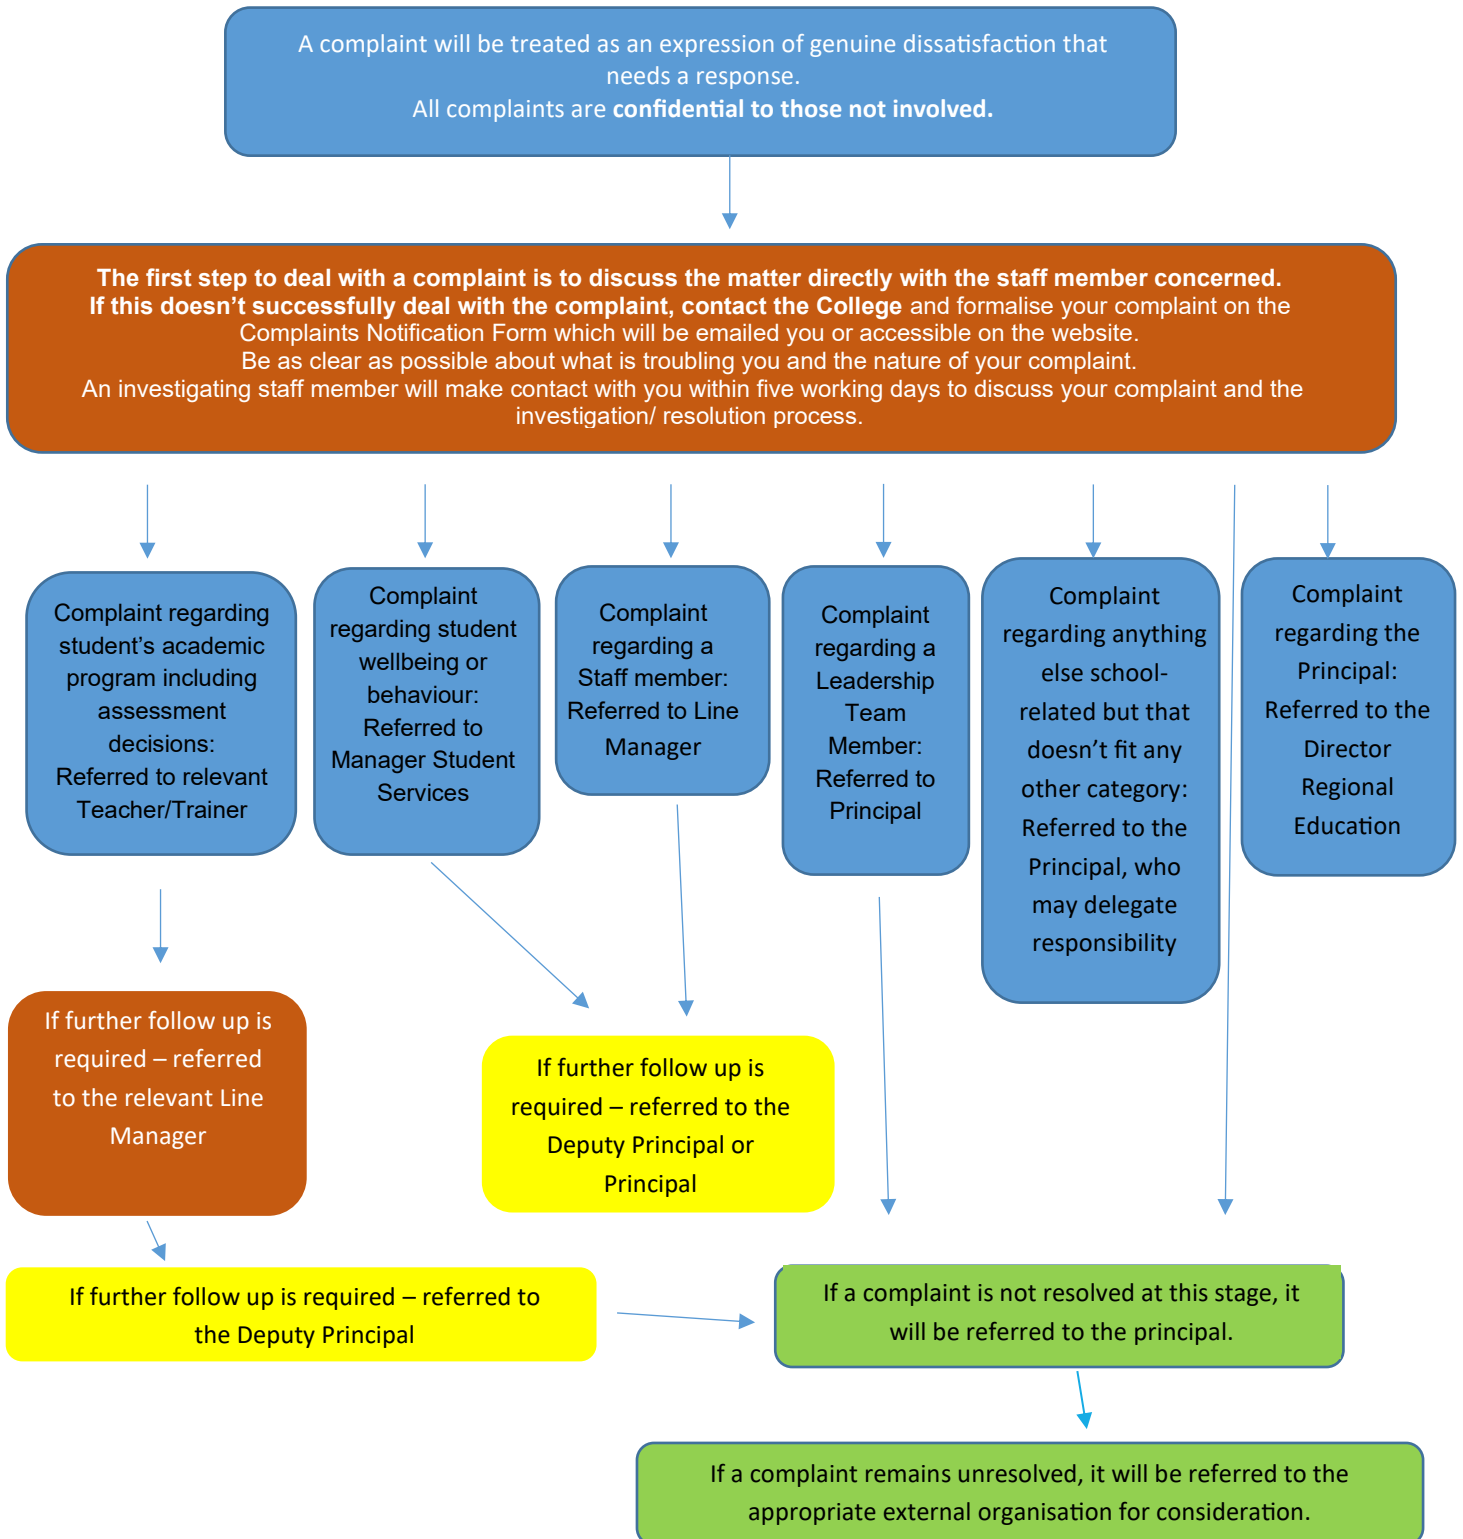 A complaint will be treated as an expression of genuine dissatisfaction that
needs a response.
All complaints are confidential to those not involved.
The first step to deal with a complaint is to discuss the matter directly with the staff member concerned.
If this doesn’t successfully deal with the complaint, contact the College and formalise your complaint on the
Complaints Notification Form which will be emailed you or accessible on the website.
Be as clear as possible about what is troubling you and the nature of your complaint.
An investigating staff member will make contact with you within five working days to discuss your complaint and the
investigation/ resolution process.
Complaint regarding
student’s academic
program including
assessment
decisions:
Referred to relevant
Teacher/Trainer
Complaint
regarding student
wellbeing or
behaviour:
Referred to
Manager Student
Services
Complaint
regarding a
Staff member:
Referred to Line
Manager
Complaint
regarding a
Leadership
Team
Member:
Referred to
Principal
Complaint
regarding anything
else school-
related but that
doesn’t fit any
other category:
Referred to the
Principal, who
may delegate
responsibility
Complaint
regarding the
Principal:
Referred to the
Director
Regional
Education
If further follow up is
required – referred
to the relevant Line
Manager
If further follow up is
required – referred to the
Deputy Principal or
Principal
If further follow up is required – referred to
the Deputy Principal
If a complaint is not resolved at this stage, it
will be referred to the principal.
If a complaint remains unresolved, it will be referred to the
appropriate external organisation for consideration.